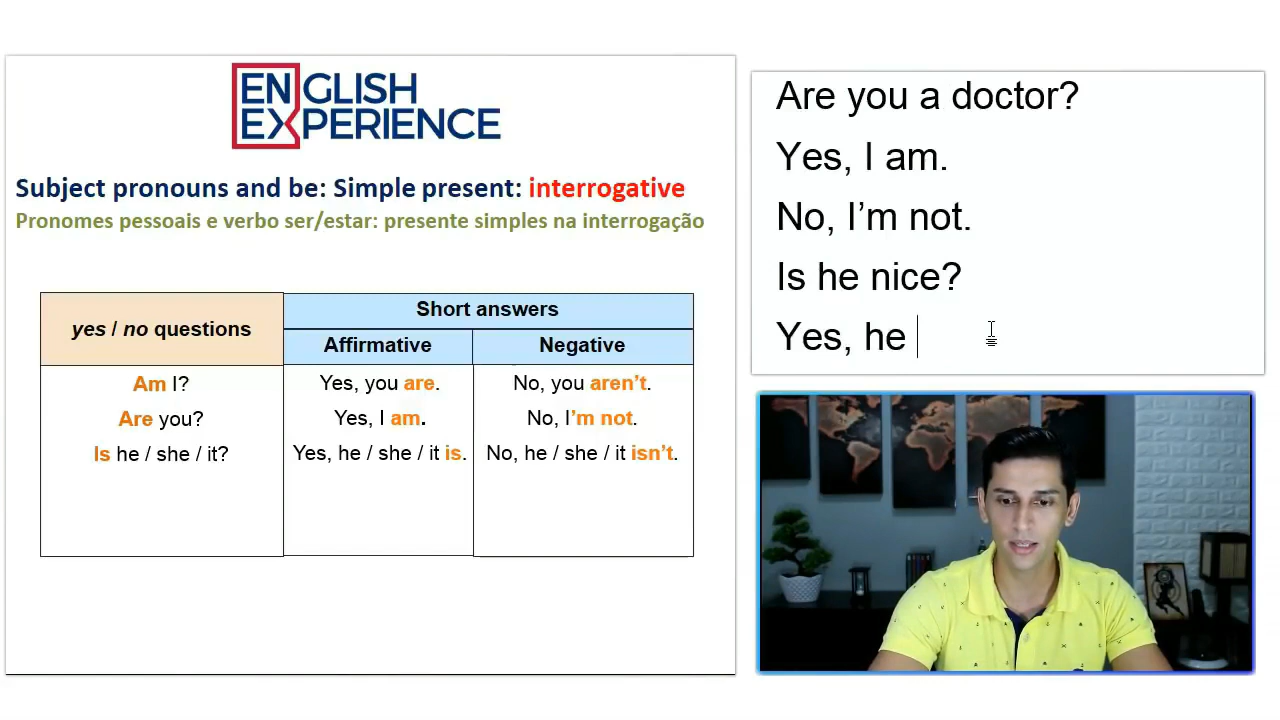 ENGLISH
EXPERIENCE
Subject pronouns and be: Simple present: interrogative
Pronomes pessoais e verbo ser/estar: presente simples na interrogação
yes / no questions
Short answers
Affirmative
Negative
Am I?
Yes, you are.
No, you aren't.
Are you?
Yes, I am.
No, I'm not.
Is he / she / it?
Yes, he / she / it is.
No, he / she / it isn't.
Are you a doctor?
Yes, I am.
No, I’m not.
Is he nice?
Yes, he